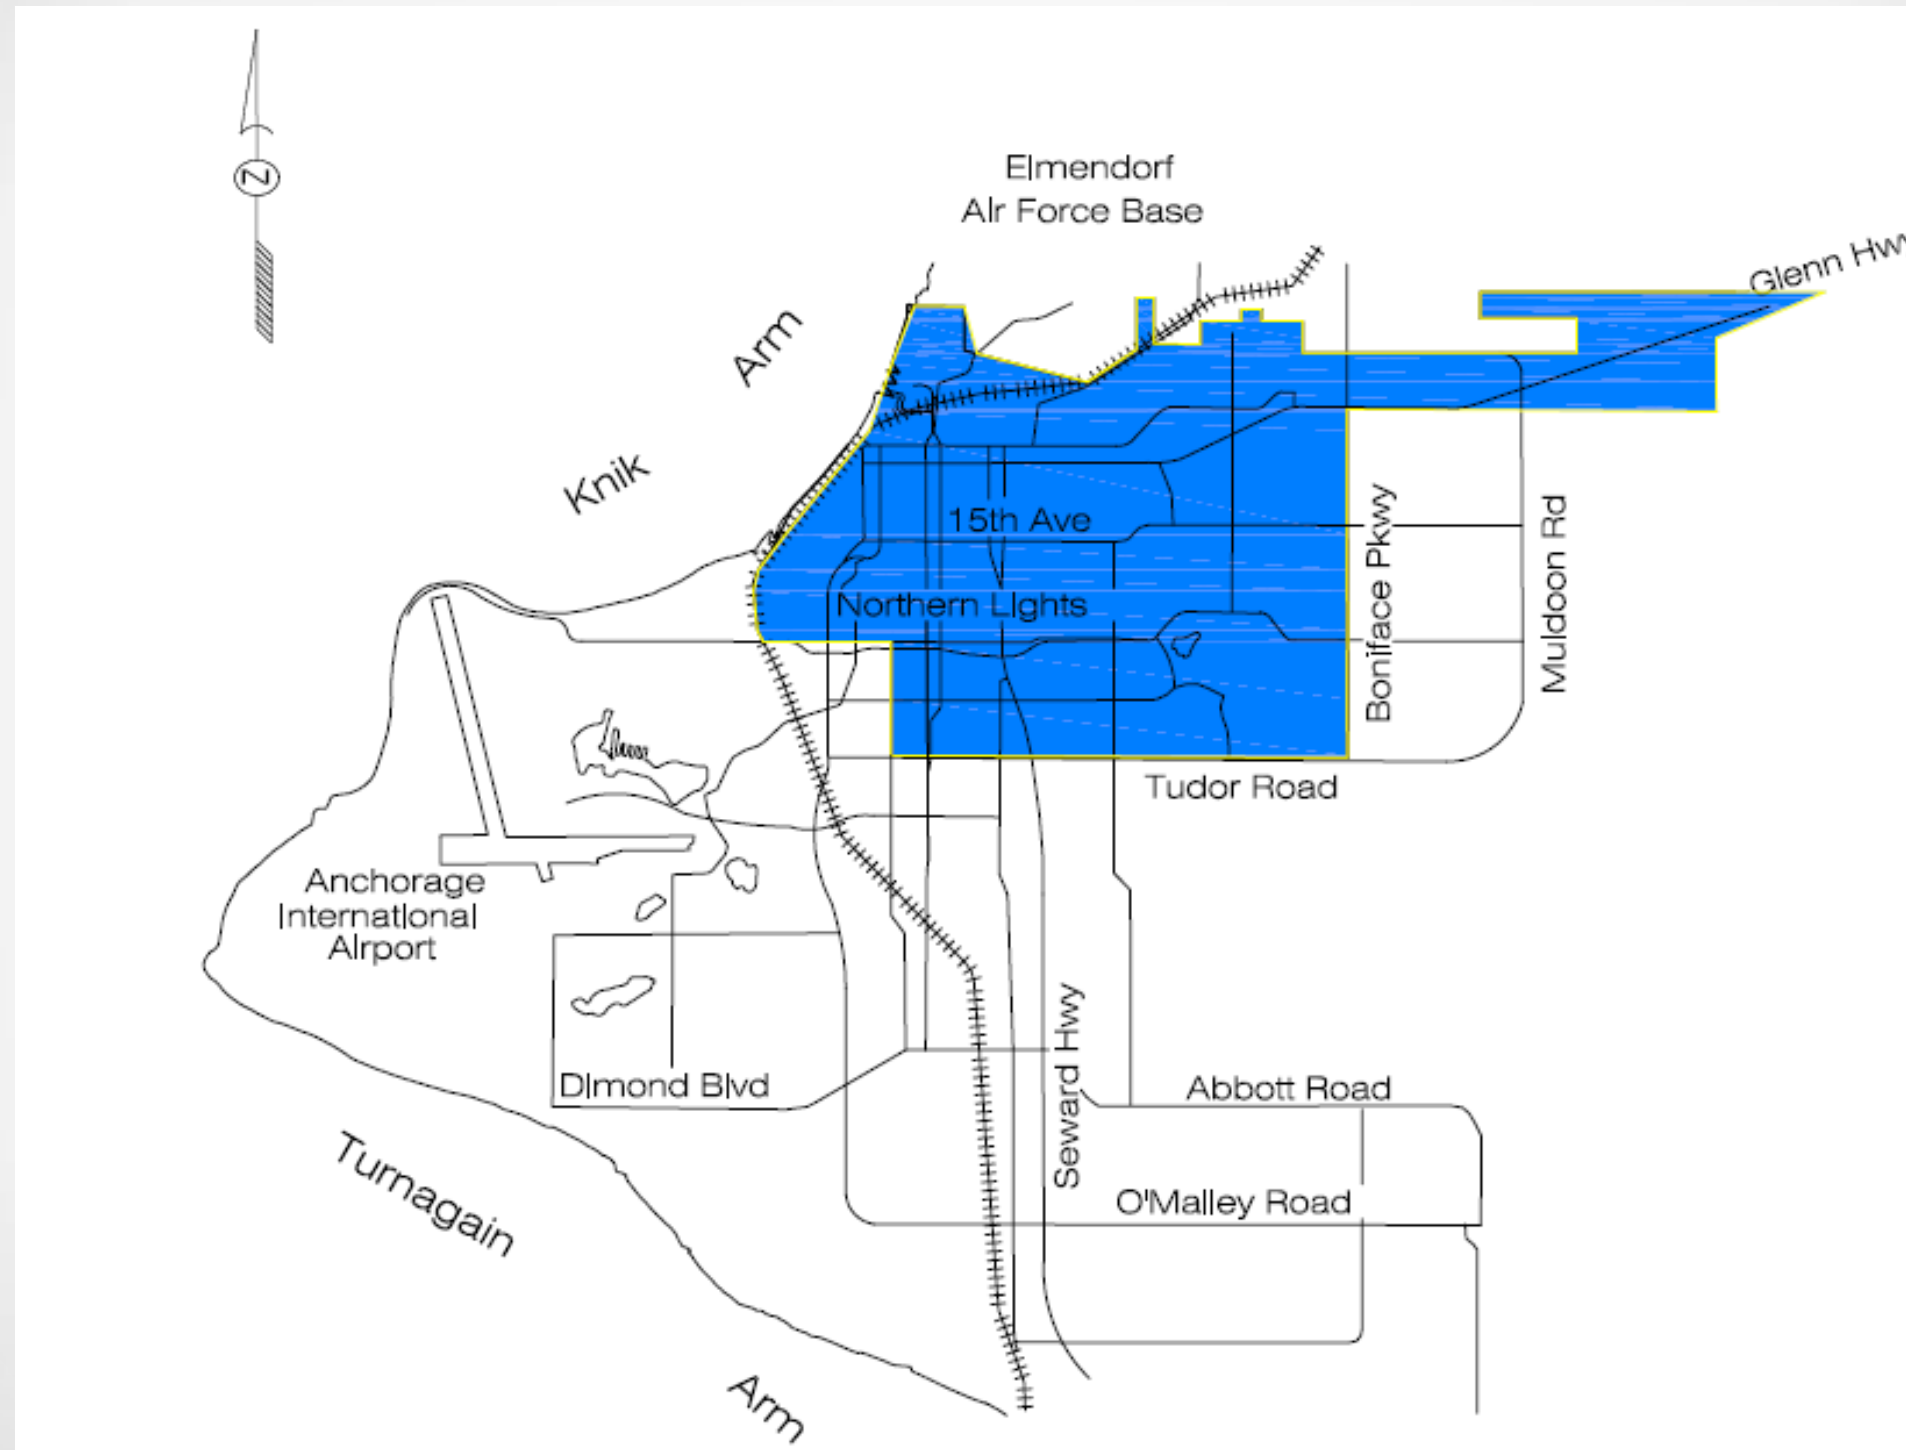 Elmendorf
Air Force Base
Glenn Hwy
Knik
Arm
15th Ave
Northern Lights
Boniface Pkwy
Muldoon Rd
Tudor Road
Anchorage
International
Airport
Dimond Blvd
Seward Hwy
Abbott Road
O'Malley Road
Turnagain
Arm
N